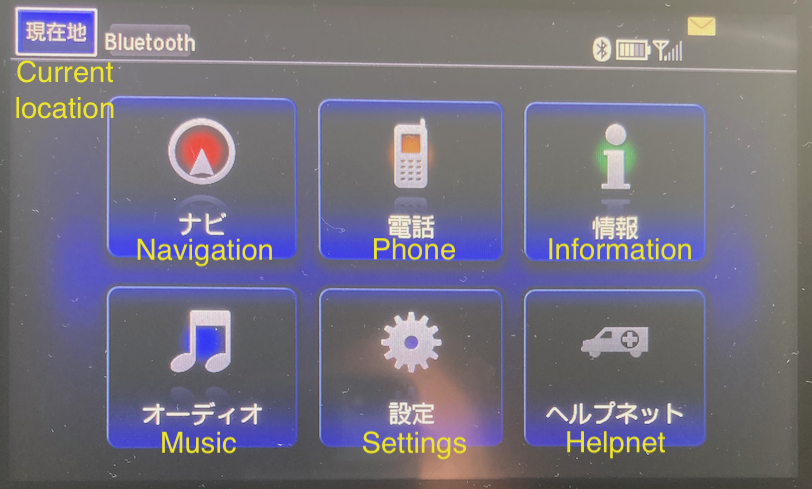 現在地
Bluetooth
Current
location
ナビ
Navigation
電話
Phone
情報
Information
オーディオ
Music
設定
Settings
ヘルプネット
Helpnet